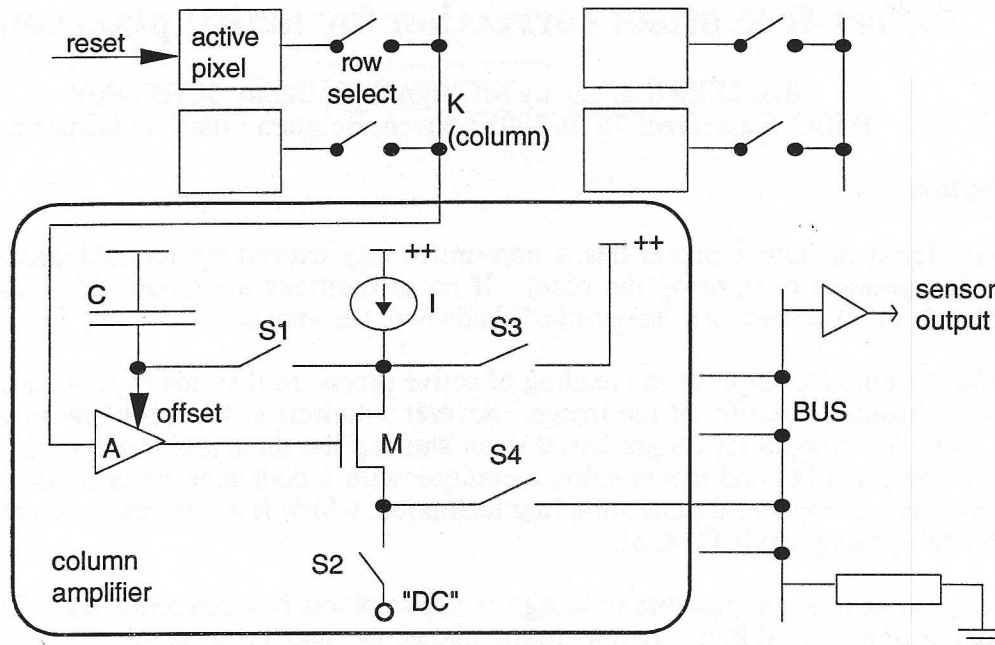 reset
active
pixel
row
select
K
(column)
++
++
C
I
S1
S3
sensor
output
offset
BUS
A
M
S4
column
amplifier
S2
"DC"